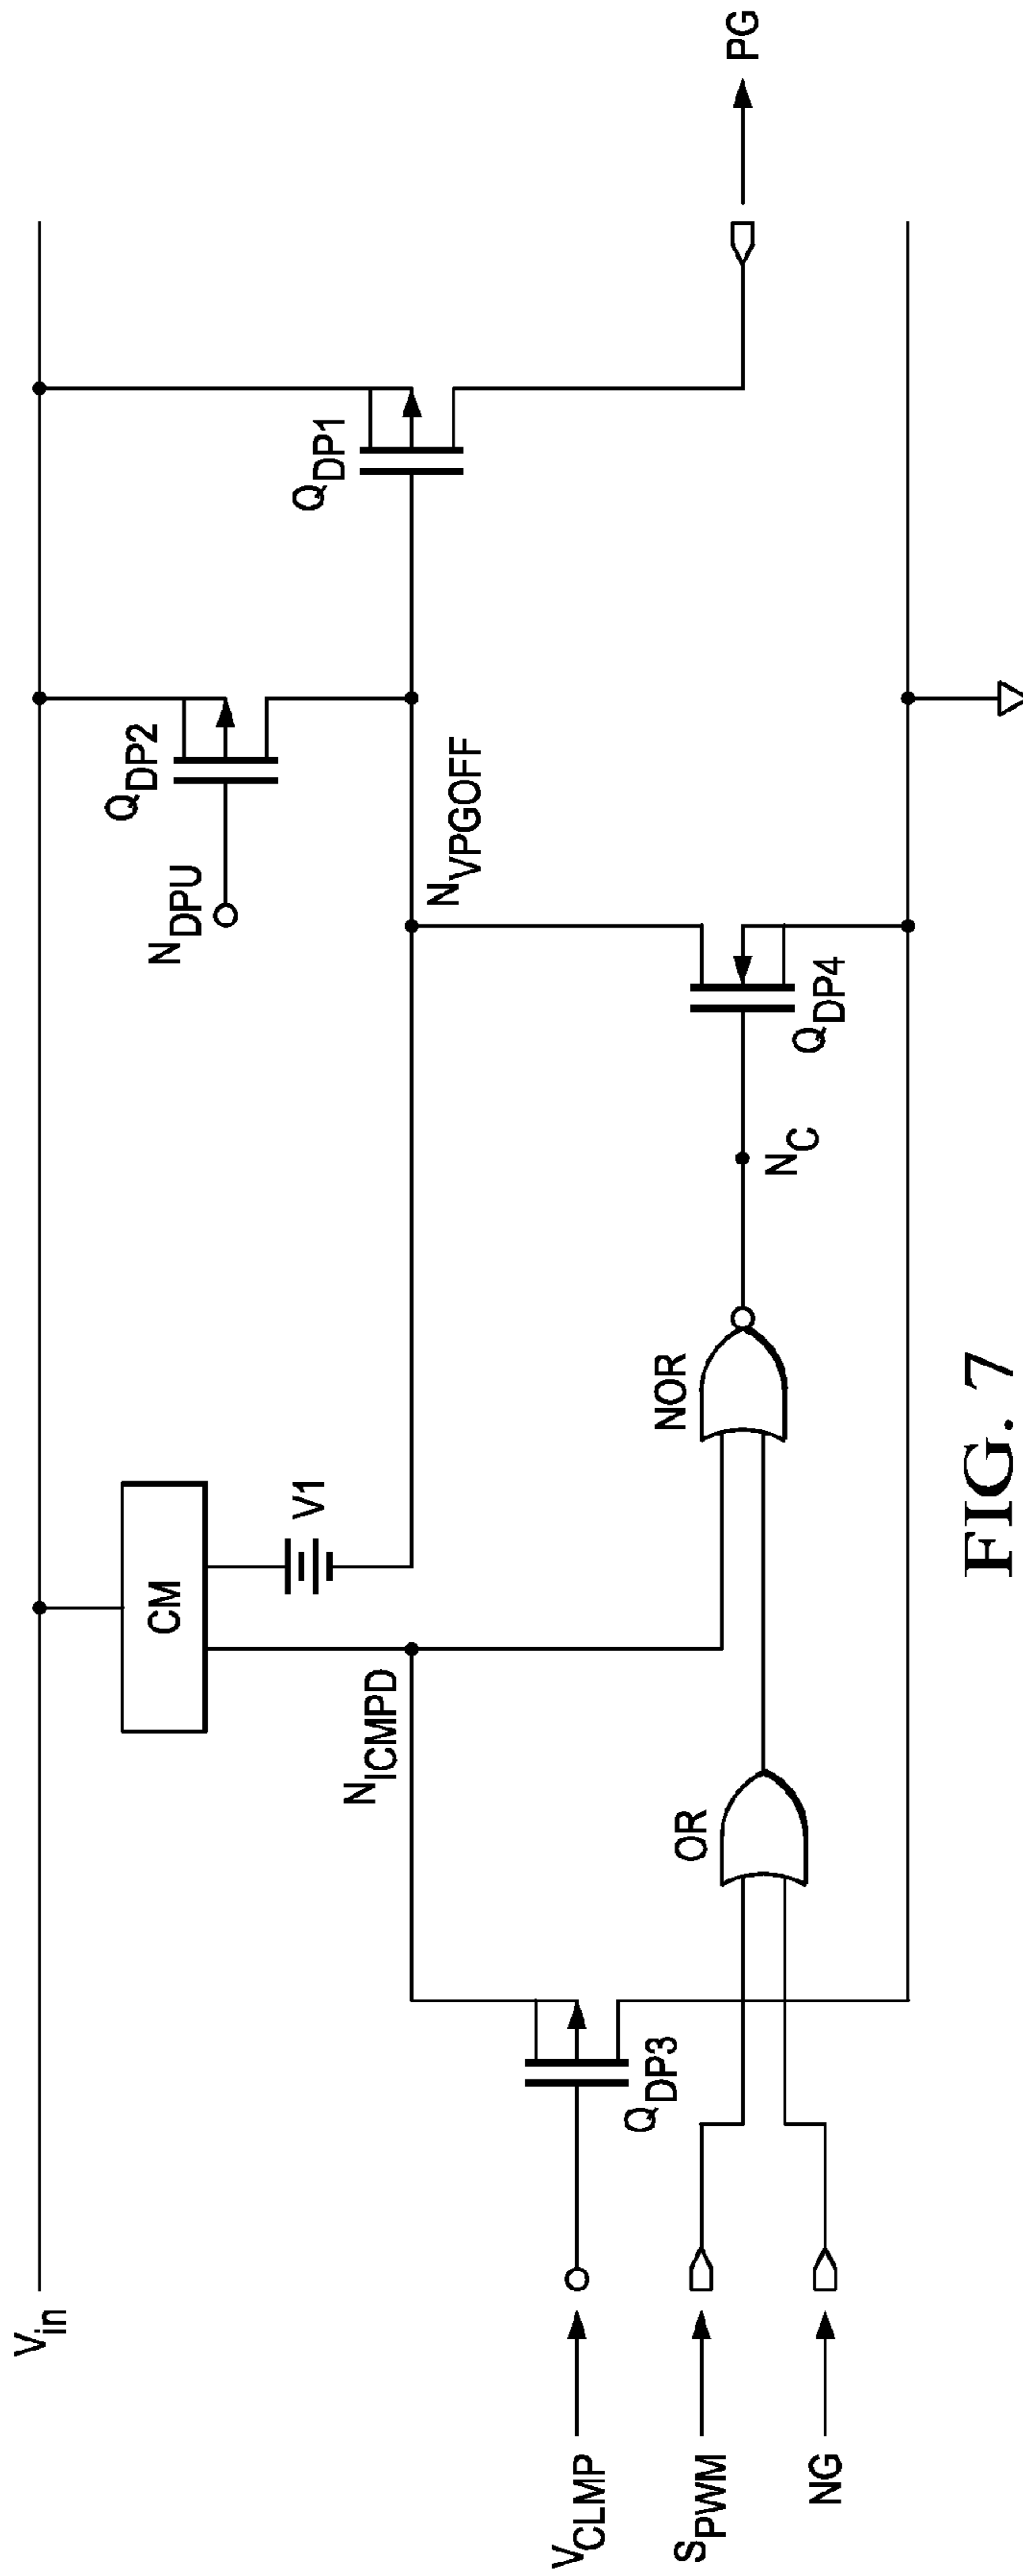 V_in
CM
V1
Q_DP2
N_DPU
Q_DP1
N_ICMPD
N_VPGOFF
V_CLMP
Q_DP3
S_PWM
NG
OR
NOR
N_C
Q_DP4
PG
FIG. 7